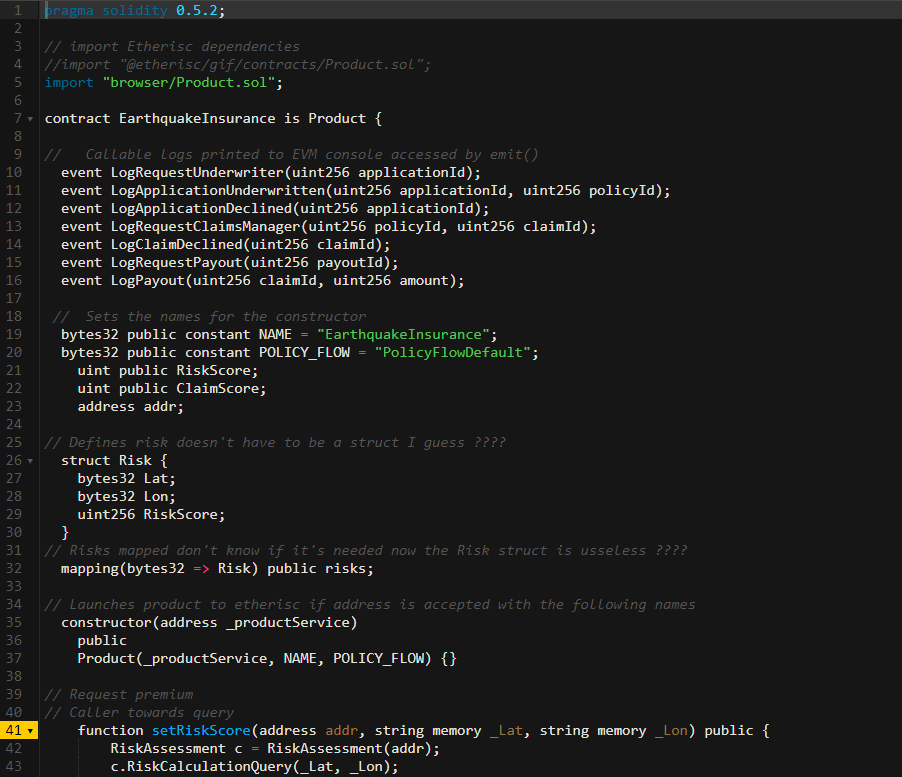 1 pragma solidity 0.5.2;
2
3 // import Etherisc dependencies
4 //import "@etherisc/gif/contracts/Product.sol";
5 import "browser/Product.sol";
6
7 contract EarthquakeInsurance is Product {
8
9 //   Callable logs printed to EVM console accessed by emit()
10   event LogRequestUnderwriter(uint256 applicationId);
11   event LogApplicationUnderwritten(uint256 applicationId, uint256 policyId);
12   event LogApplicationDeclined(uint256 applicationId);
13   event LogRequestClaimsManager(uint256 policyId, uint256 claimId);
14   event LogClaimDeclined(uint256 claimId);
15   event LogRequestPayout(uint256 payoutId);
16   event LogPayout(uint256 claimId, uint256 amount);
17
18  //  Sets the names for the constructor
19   bytes32 public constant NAME = "EarthquakeInsurance";
20   bytes32 public constant POLICY_FLOW = "PolicyFlowDefault";
21     uint public RiskScore;
22     uint public ClaimScore;
23     address addr;
24
25 // Defines risk doesn't have to be a struct I guess ????
26   struct Risk {
27     bytes32 Lat;
28     bytes32 Lon;
29     uint256 RiskScore;
30   }
31 // Risks mapped don't know if it's needed now the Risk struct is usseless ????
32   mapping(bytes32 => Risk) public risks;
33
34 // Launches product to etherisc if address is accepted with the following names
35   constructor(address _productService)
36     public
37     Product(_productService, NAME, POLICY_FLOW) {}
38
39 // Request premium
40 // Caller towards query
41     function setRiskScore(address addr, string memory _Lat, string memory _Lon) public {
42         RiskAssessment c = RiskAssessment(addr);
43         c.RiskCalculationQuery(_Lat, _Lon);